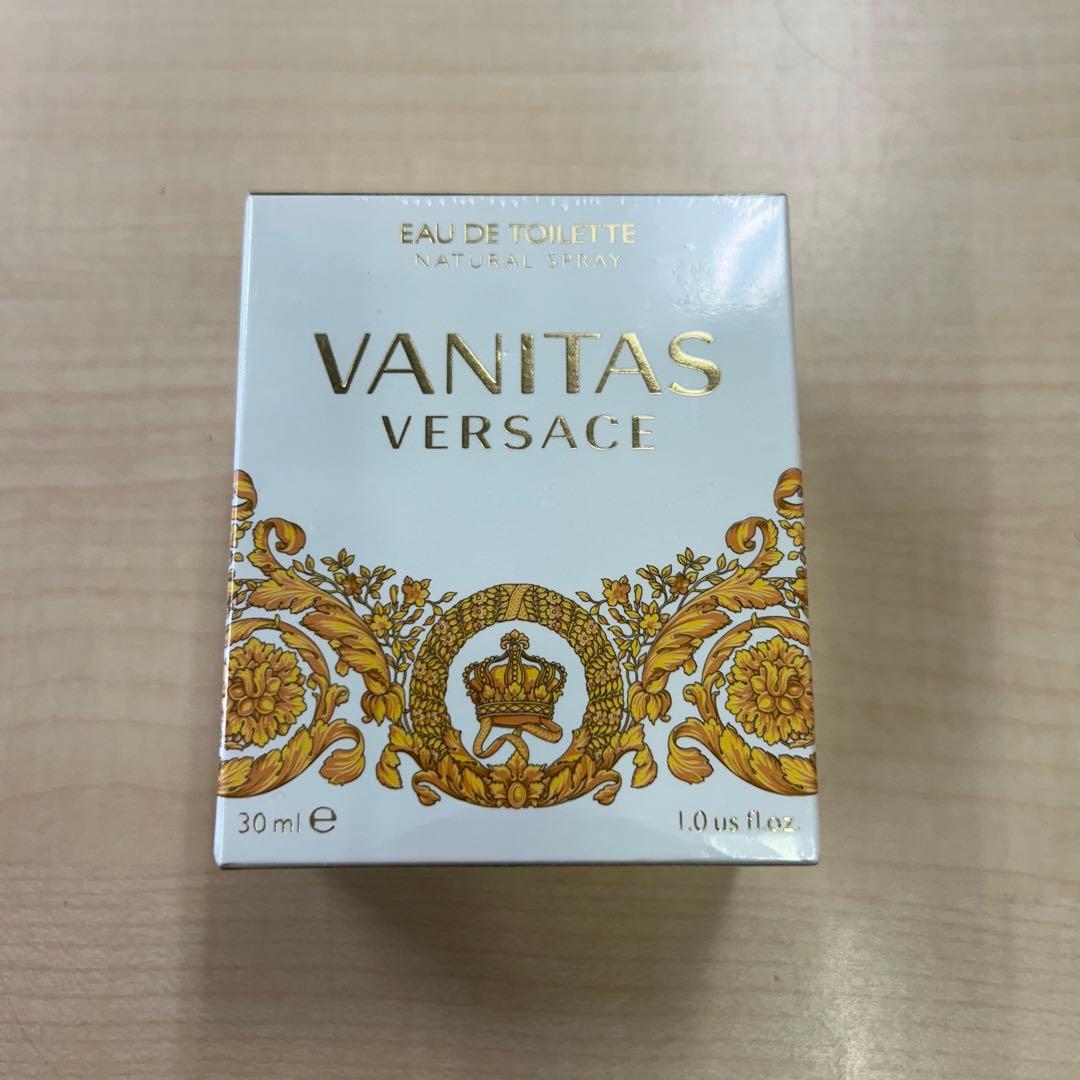 EAU DE TOILETTE
NATURAL SPRAY
VANITAS
VERSACE
30 ml ℮
1.0 us fl.oz.